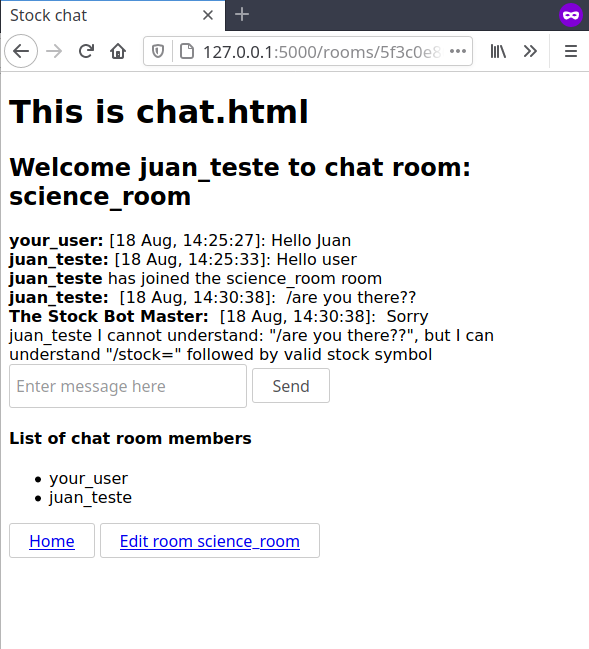 Stock chat
127.0.0.1:5000/rooms/5f3c0e8
This is chat.html
Welcome juan_teste to chat room:
science_room
your_user: [18 Aug, 14:25:27]: Hello Juan
juan_teste: [18 Aug, 14:25:33]: Hello user
juan_teste has joined the science_room room
juan_teste:  [18 Aug, 14:30:38]:  /are you there??
The Stock Bot Master:  [18 Aug, 14:30:38]:  Sorry
juan_teste I cannot understand: "/are you there??", but I can
understand "/stock=" followed by valid stock symbol
Enter message here
Send
List of chat room members
your_user
juan_teste
Home Edit room science_room